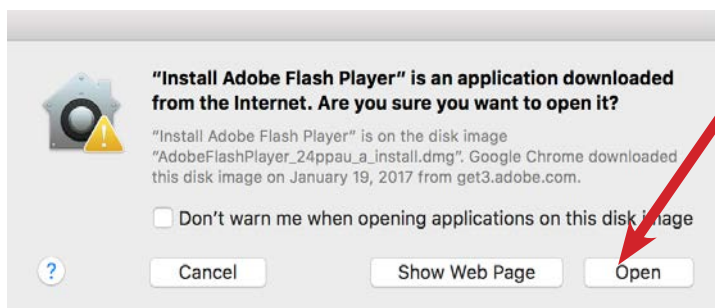 “Install Adobe Flash Player” is an application downloaded
from the Internet. Are you sure you want to open it?
“Install Adobe Flash Player” is on the disk image
“AdobeFlashPlayer_24ppau_a_install.dmg”. Google Chrome downloaded
this disk image on January 19, 2017 from get3.adobe.com.
Don’t warn me when opening applications on this disk image
? Cancel Show Web Page Open